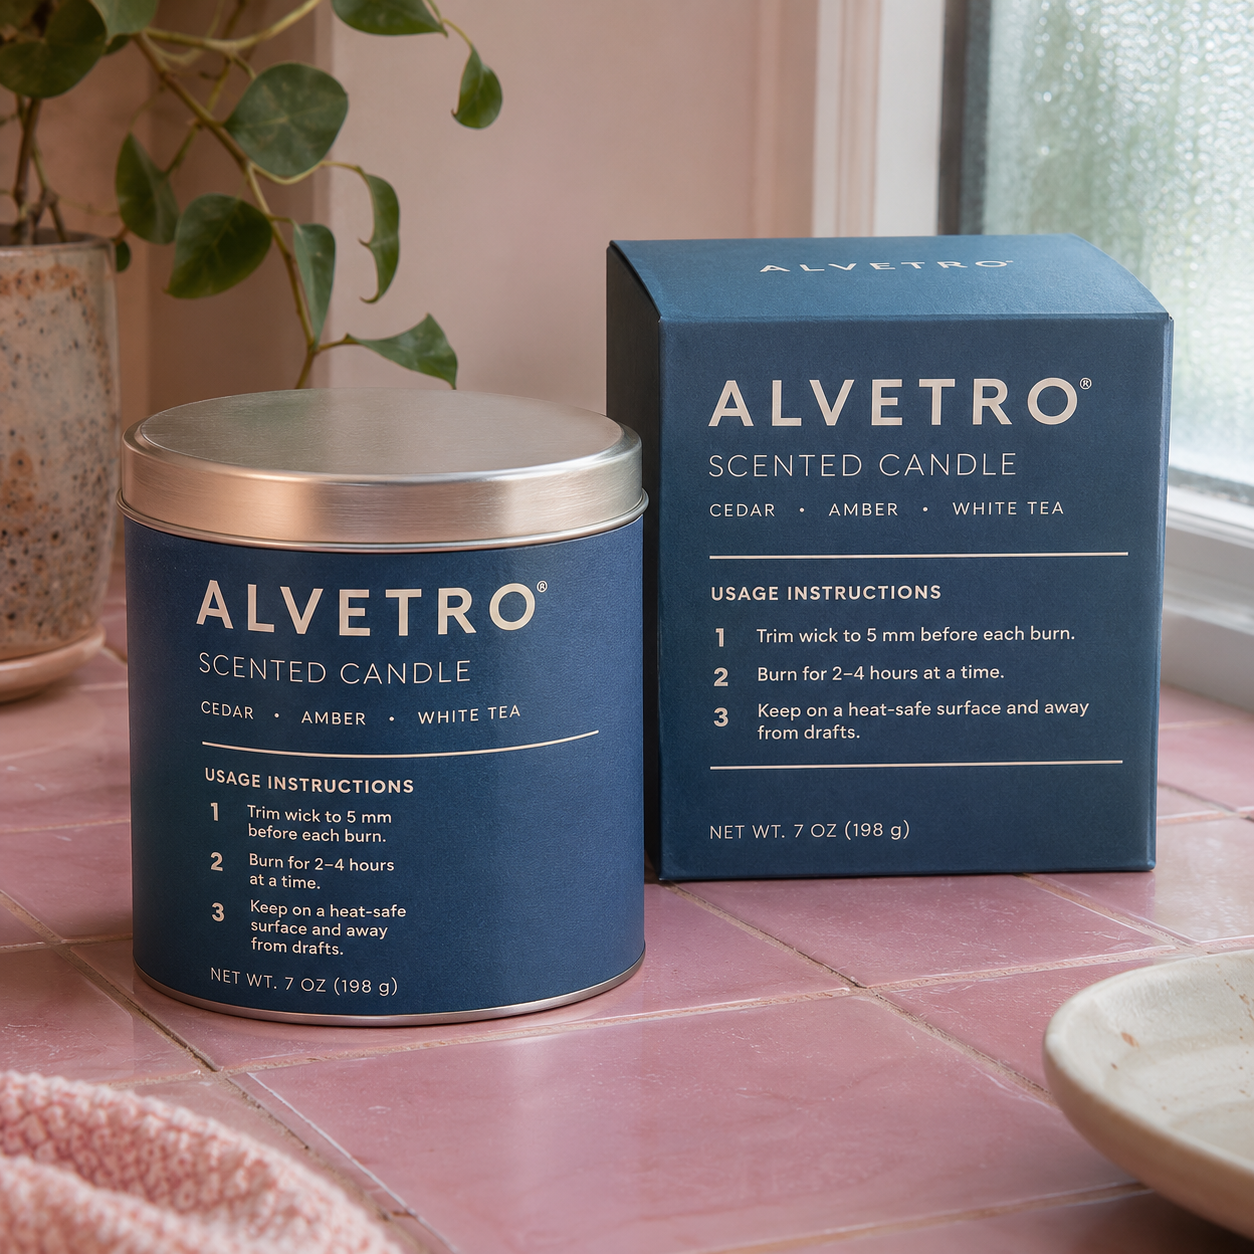 ALVETRO®
SCENTED CANDLE
CEDAR • AMBER • WHITE TEA
USAGE INSTRUCTIONS
1 Trim wick to 5 mm
before each burn.
2 Burn for 2–4 hours
at a time.
3 Keep on a heat-safe
surface and away
from drafts.
NET WT. 7 OZ (198 g)
ALVETRO®
ALVETRO®
SCENTED CANDLE
CEDAR • AMBER • WHITE TEA
USAGE INSTRUCTIONS
1 Trim wick to 5 mm before each burn.
2 Burn for 2–4 hours at a time.
3 Keep on a heat-safe surface and away
from drafts.
NET WT. 7 OZ (198 g)